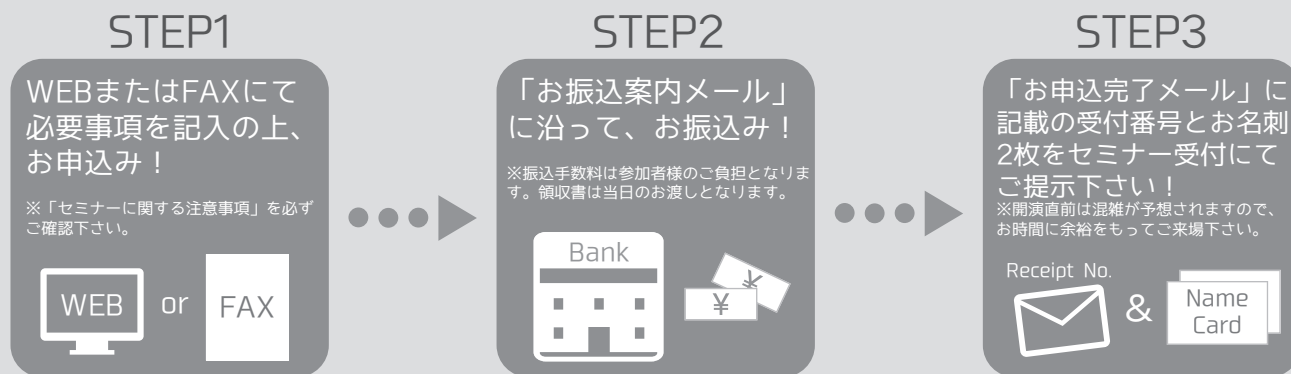 STEP1
WEBまたはFAXにて
必要事項を記入の上、
お申込み！
※「セミナーに関する注意事項」を必ず
ご確認下さい。
WEB
or
FAX
STEP2
「お振込案内メール」
に沿って、お振込み！
※振込手数料は参加者様のご負担となりま
す。領収書は当日のお渡しとなります。
Bank
¥
¥
STEP3
「お申込完了メール」に
記載の受付番号とお名刺
2枚をセミナー受付にて
ご提示下さい！
※開演直前は混雑が予想されますので、
お時間に余裕をもってご来場下さい。
Receipt No.
&
Name
Card